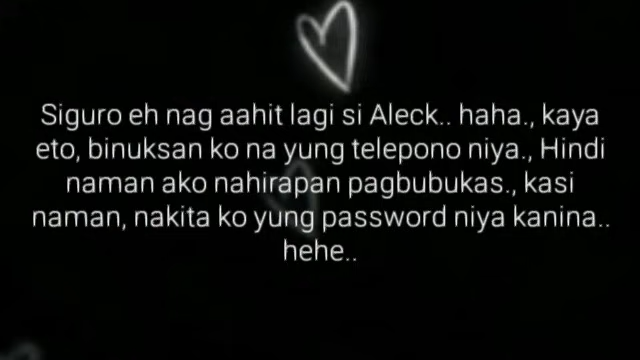 Siguro eh nag aahit lagi si Aleck.. haha., kaya
eto, binuksan ko na yung telepono niya., Hindi
naman ako nahirapan pagbubukas., kasi
naman, nakita ko yung password niya kanina..
hehe..